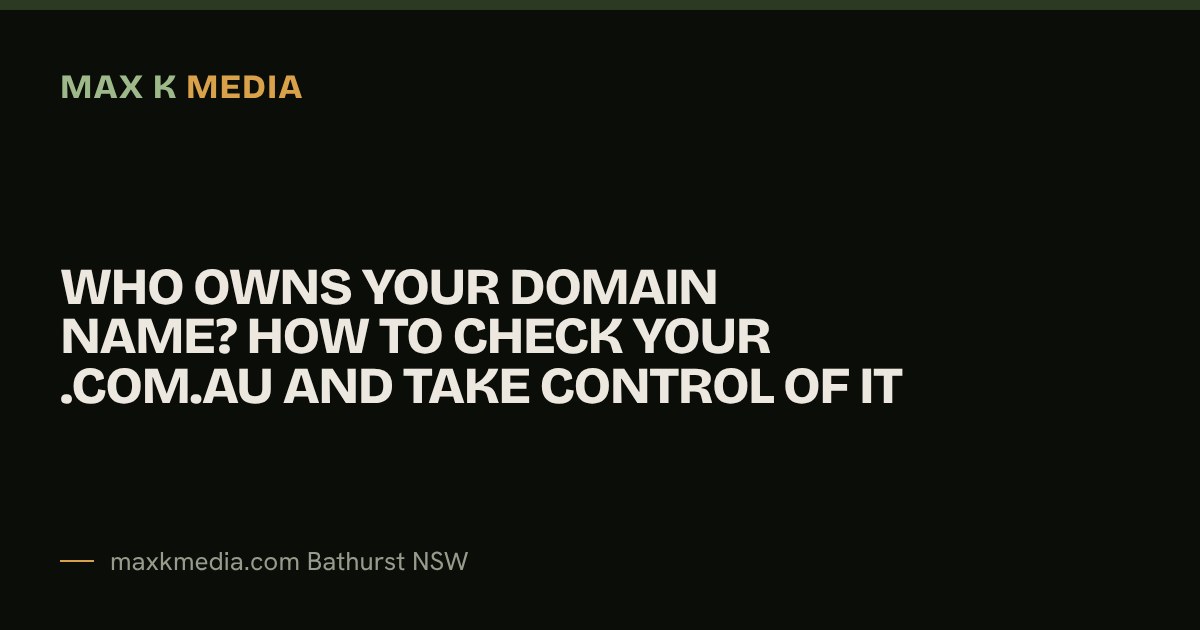 MAX K MEDIA
WHO OWNS YOUR DOMAIN
NAME? HOW TO CHECK YOUR
.COM.AU AND TAKE CONTROL OF IT
maxkmedia.com Bathurst NSW